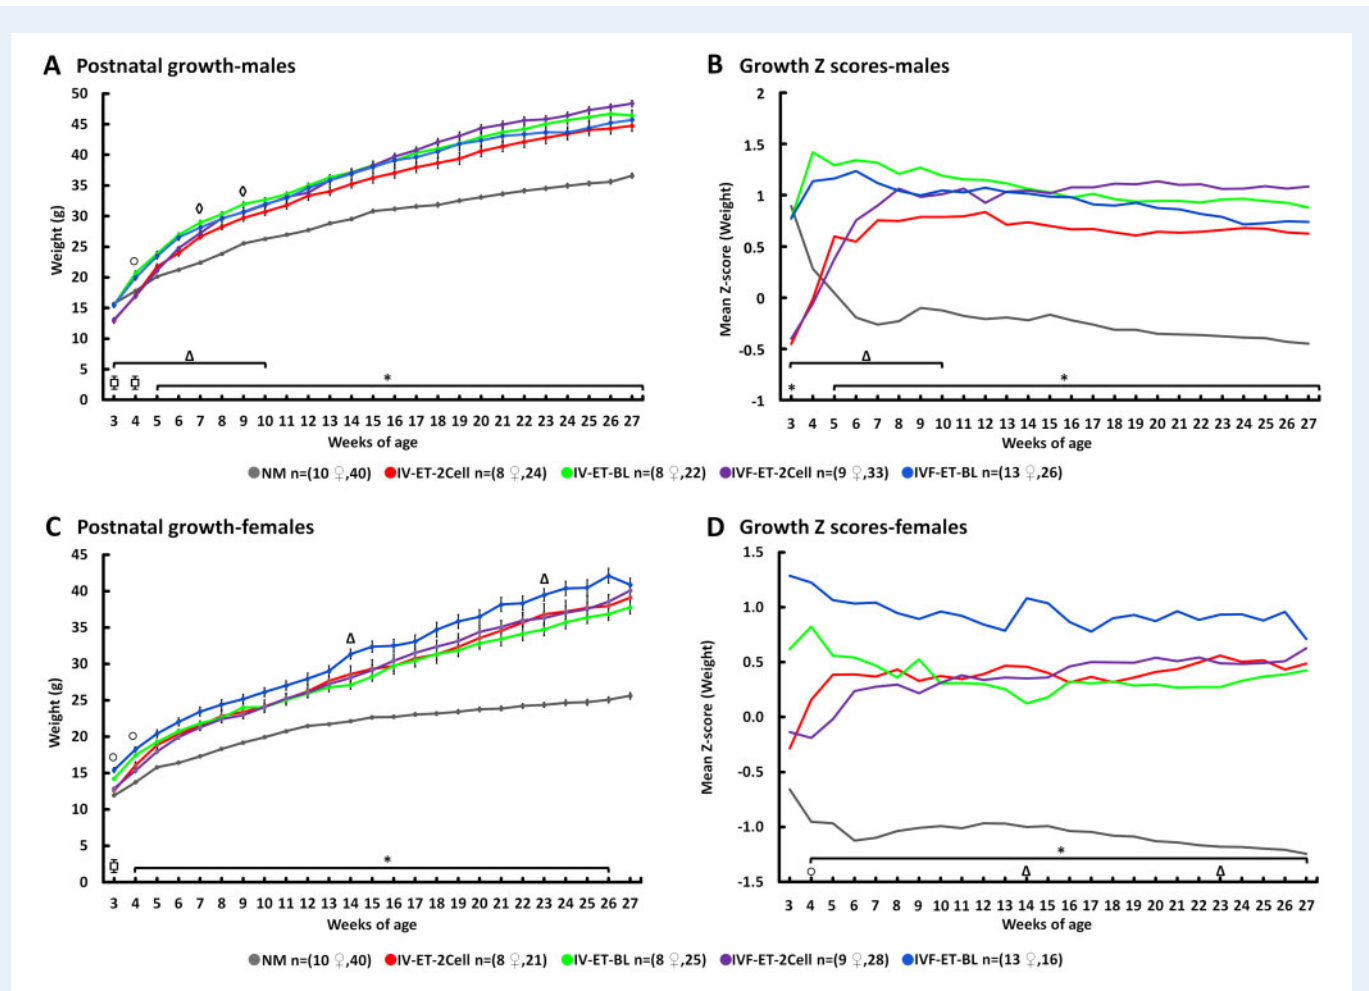 A Postnatal growth-males
50
45
40
35
30
25
20
15
10
5
0
Weight (g)
◊
◊
○
Δ
*
3 4 5 6 7 8 9 10 11 12 13 14 15 16 17 18 19 20 21 22 23 24 25 26 27
Weeks of age
B Growth Z scores-males
2
1.5
1
0.5
0
-0.5
-1
Mean Z-score (Weight)
Δ
*
*
3 4 5 6 7 8 9 10 11 12 13 14 15 16 17 18 19 20 21 22 23 24 25 26 27
Weeks of age
NM n=(10 ♀,40) IV-ET-2Cell n=(8 ♀,24) IV-ET-BL n=(8 ♀,22) IVF-ET-2Cell n=(9 ♀,33) IVF-ET-BL n=(13 ♀,26)
C Postnatal growth-females
45
40
35
30
25
20
15
10
5
0
Weight (g)
Δ
Δ
○
○
*
3 4 5 6 7 8 9 10 11 12 13 14 15 16 17 18 19 20 21 22 23 24 25 26 27
Weeks of age
D Growth Z scores-females
1.5
1.0
0.5
0.0
-0.5
-1.0
-1.5
Mean Z-score (Weight)
*
○ Δ Δ
3 4 5 6 7 8 9 10 11 12 13 14 15 16 17 18 19 20 21 22 23 24 25 26 27
Weeks of age
NM n=(10 ♀,40) IV-ET-2Cell n=(8 ♀,21) IV-ET-BL n=(8 ♀,25) IVF-ET-2Cell n=(9 ♀,28) IVF-ET-BL n=(13 ♀,16)